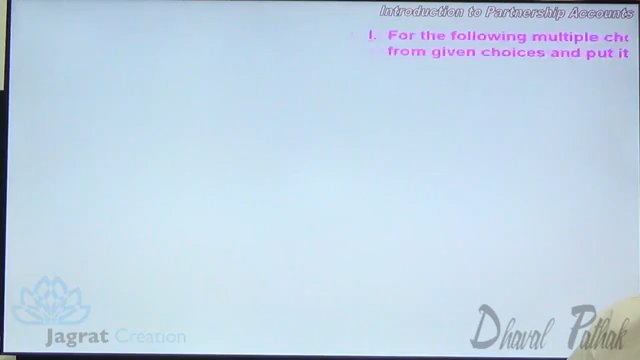 Introduction to Partnership Accounts
I. For the following multiple cho
from given choices and put it
Jagrat Creation
Dhaval Pathak